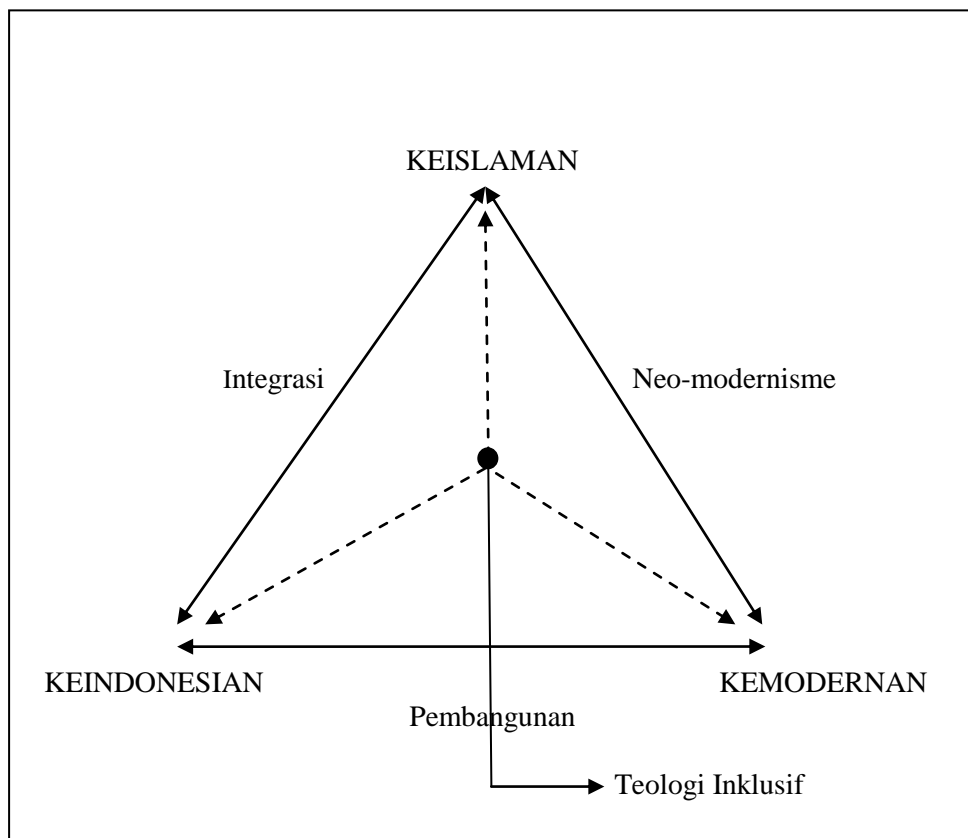 KEISLAMAN
Integrasi
Neo-modernisme
KEINDONESIAN
KEMODERNAN
Pembangunan
Teologi Inklusif